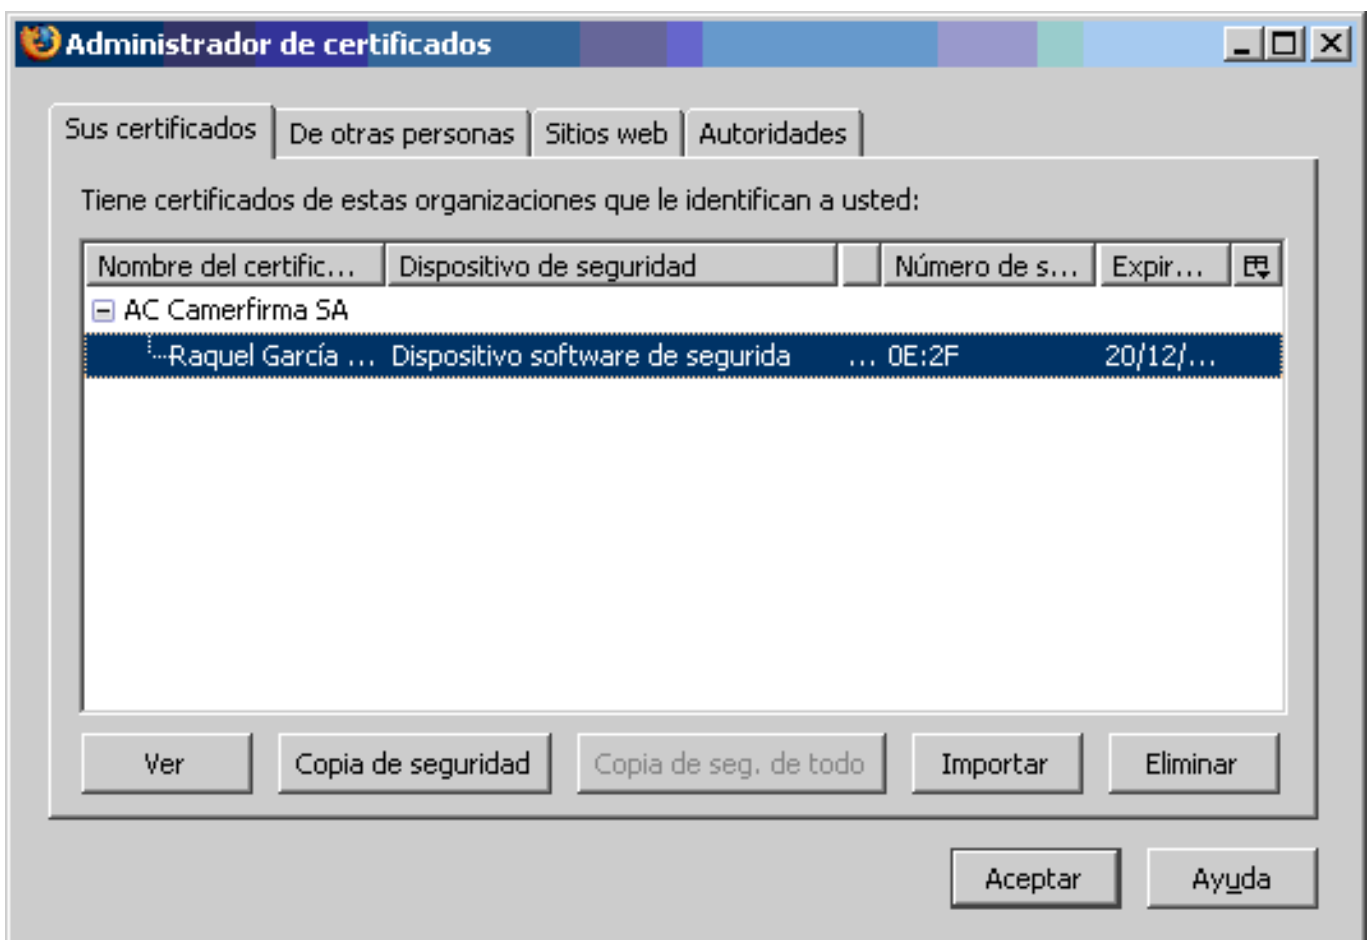 Administrador de certificados
Sus certificados De otras personas Sitios web Autoridades
Tiene certificados de estas organizaciones que le identifican a usted:
Nombre del certific... Dispositivo de seguridad Número de s... Expir...
AC Camerfirma SA
Raquel García ... Dispositivo software de segurida ... 0E:2F 20/12/...
Ver Copia de seguridad Copia de seg. de todo Importar Eliminar
Aceptar Ayuda